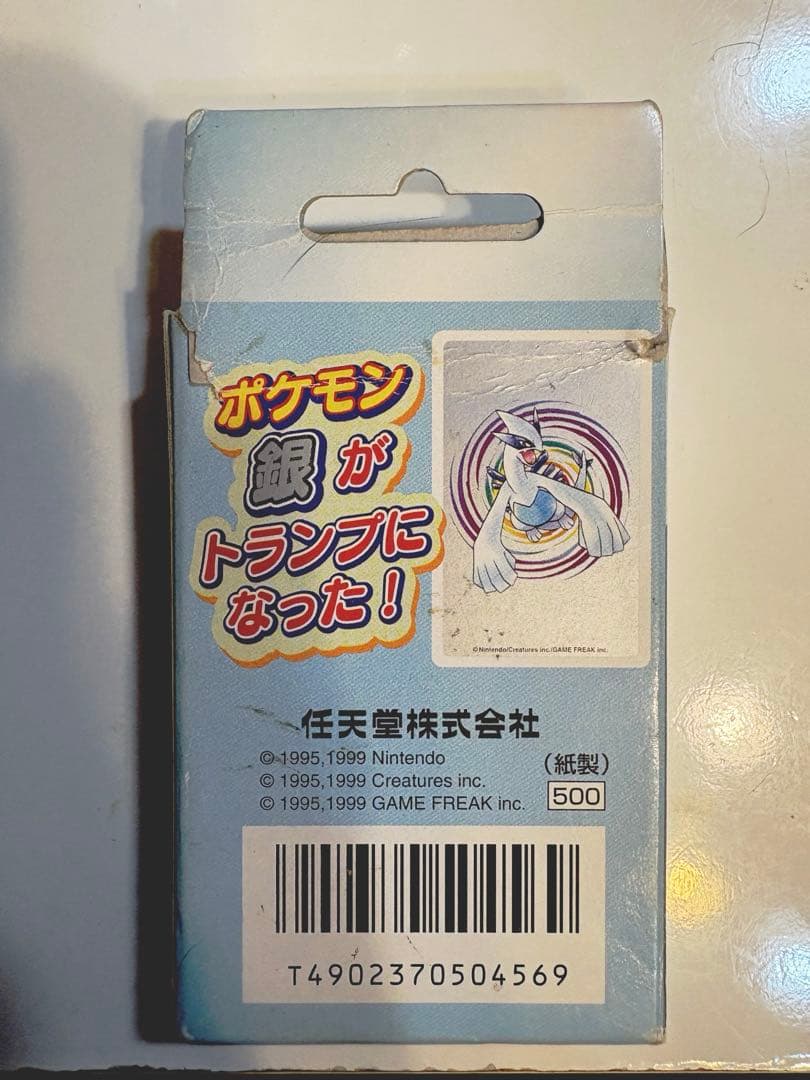 ポケモン
銀が
トランプに
なった!
©Nintendo/Creatures inc./GAME FREAK inc.
任天堂株式会社
© 1995,1999 Nintendo
© 1995,1999 Creatures inc.
© 1995,1999 GAME FREAK inc.
(紙製)
500
T4902370504569